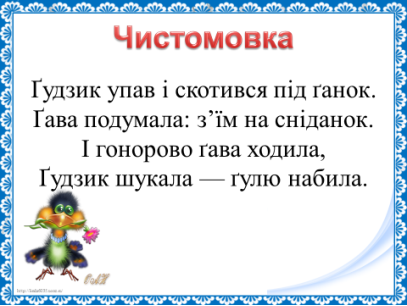 Чистомовка
Ґудзик упав і скотився під ґанок.
Ґава подумала: з’їм на сніданок.
І гонорово ґава ходила,
Ґудзик шукала — ґулю набила.